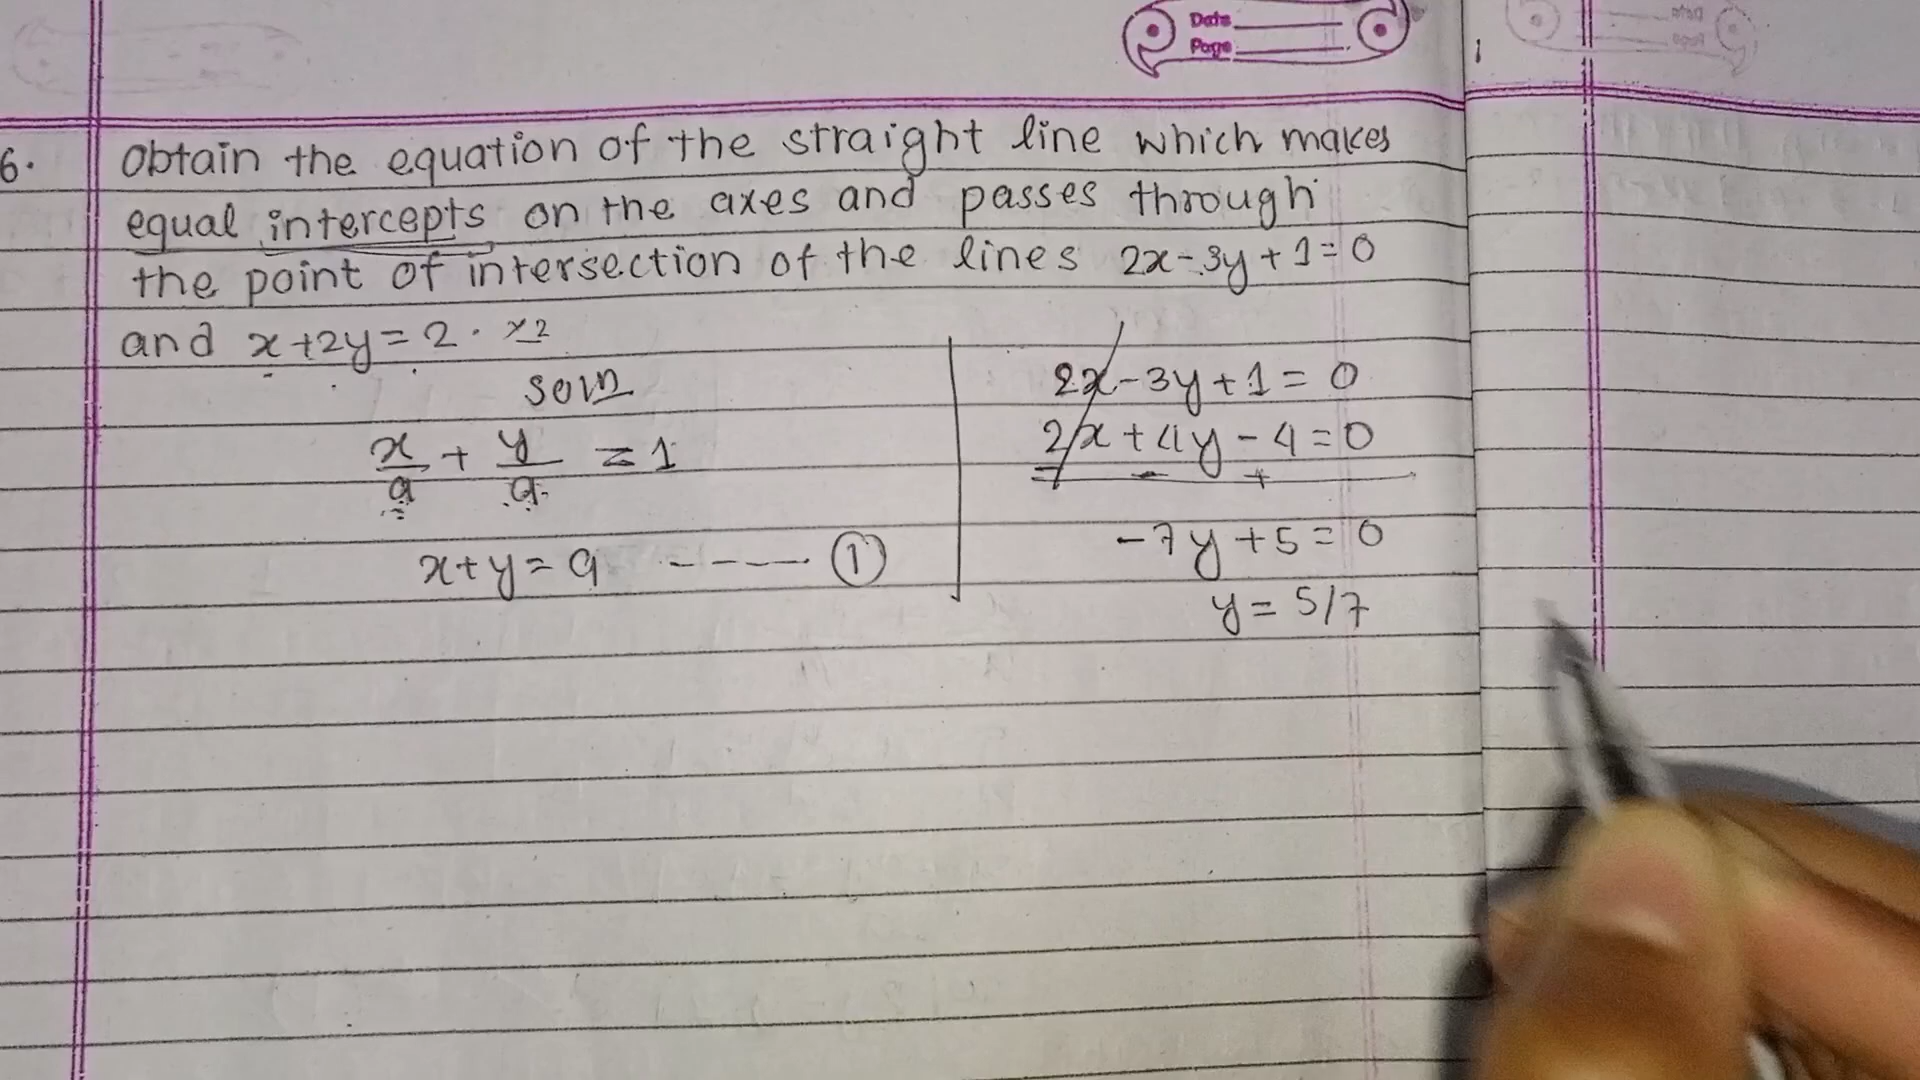 Date
Page
6. Obtain the equation of the straight line which makes
equal intercepts on the axes and passes through
the point of intersection of the lines 2x-3y+1=0
and x+2y=2. ×2
soln
x/a + y/a = 1
x+y=a ------ ①
2x-3y+1=0
2x+4y-4=0
- - +
-7y+5=0
y=5/7